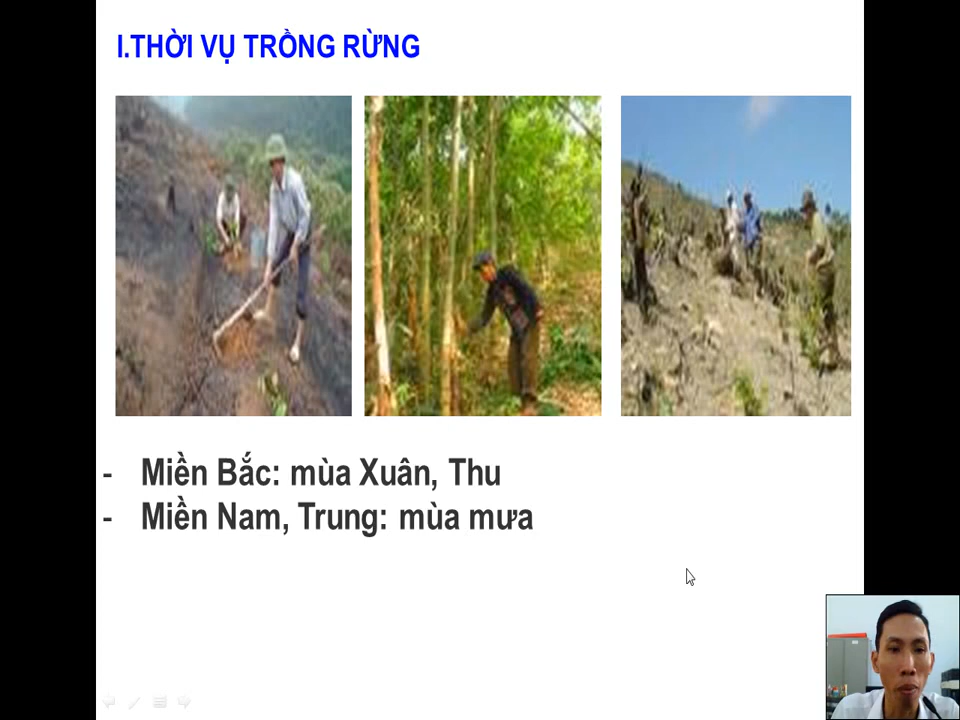 I.THỜI VỤ TRỒNG RỪNG
- Miền Bắc: mùa Xuân, Thu
- Miền Nam, Trung: mùa mưa